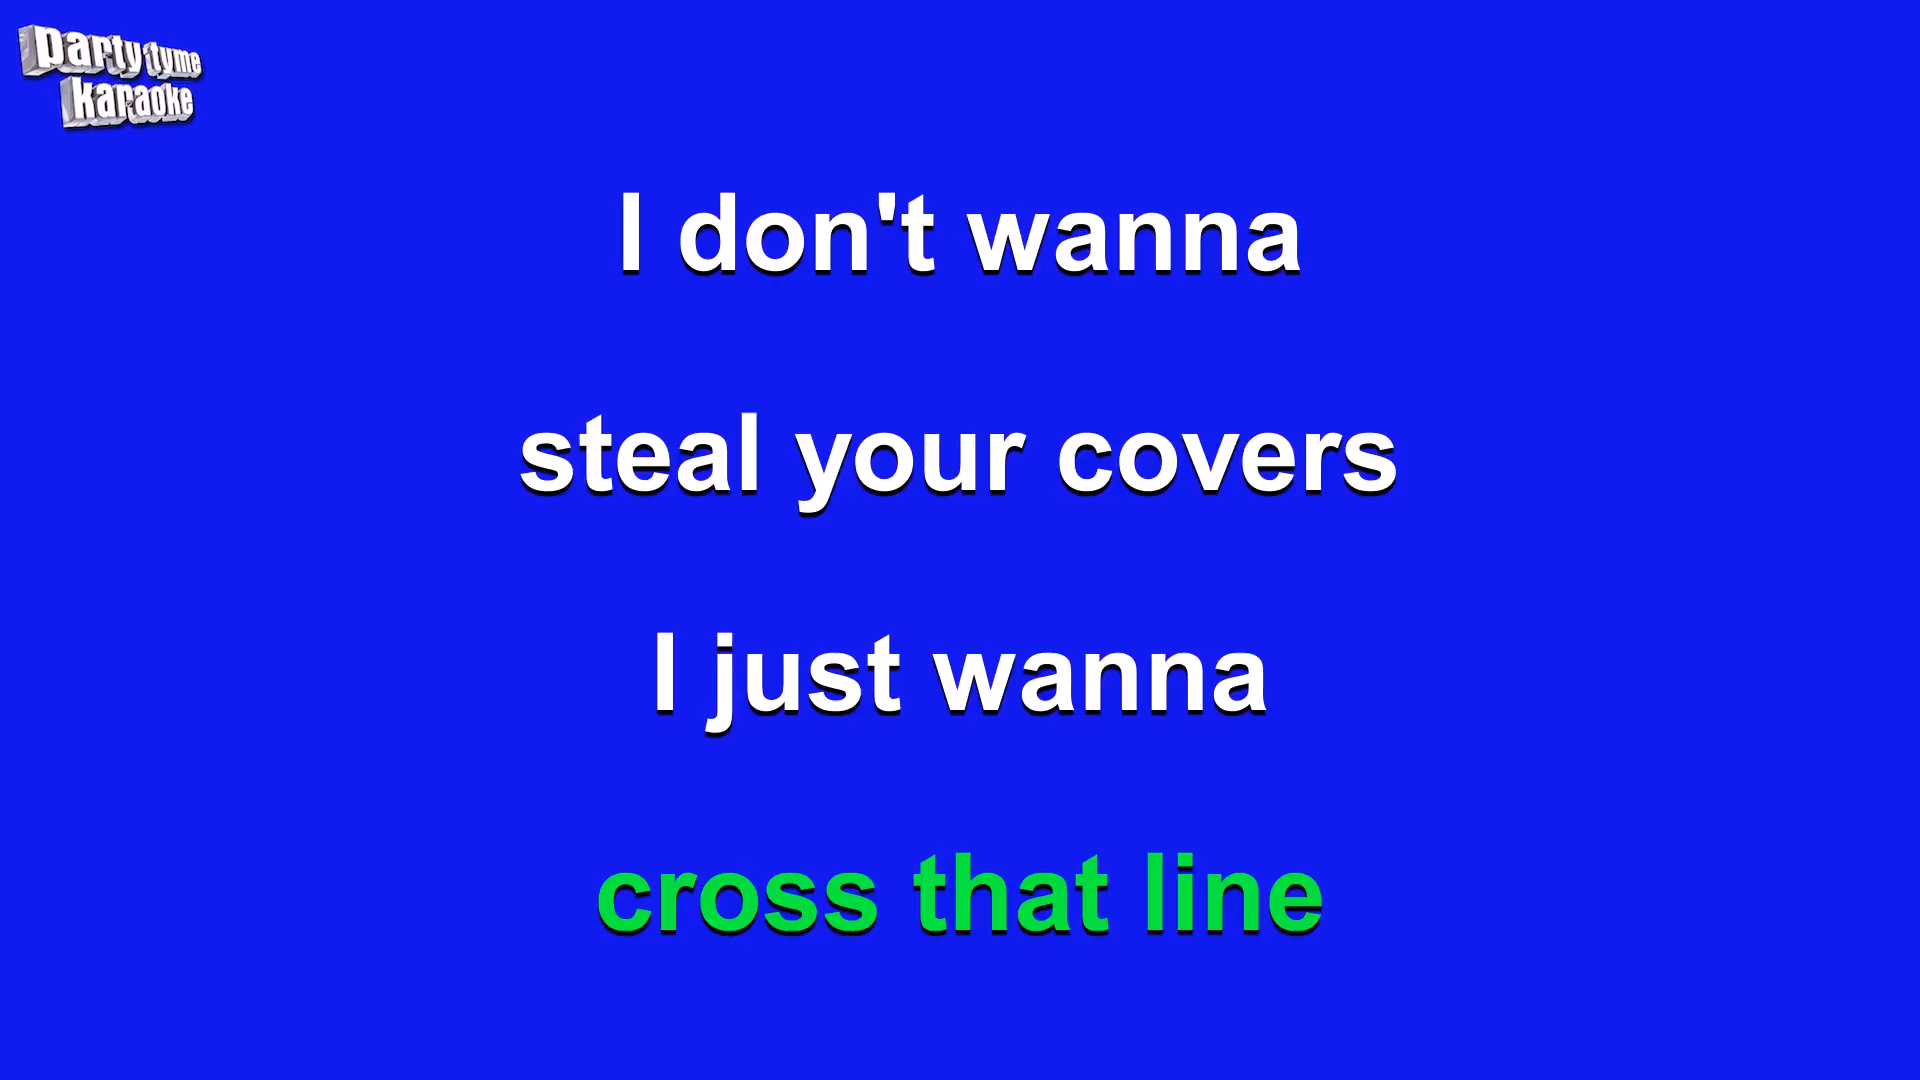 party tyme
karaoke
I don't wanna
steal your covers
I just wanna
cross that line